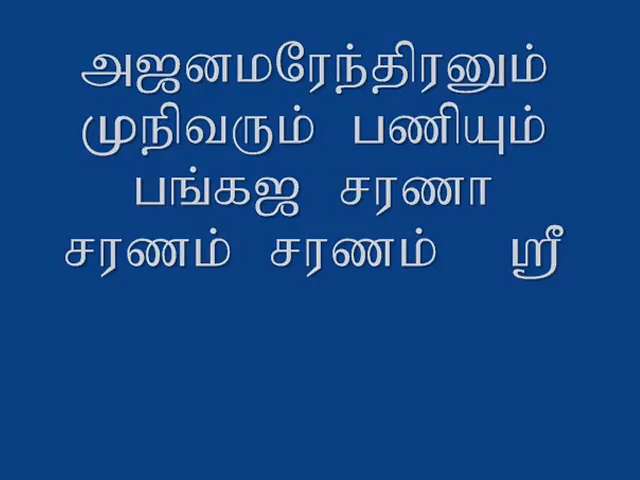 அஜனமரேந்திரனும்
முநிவரும் பணியும்
பங்கஜ சரணா
சரணம் சரணம் ஸ்ரீ